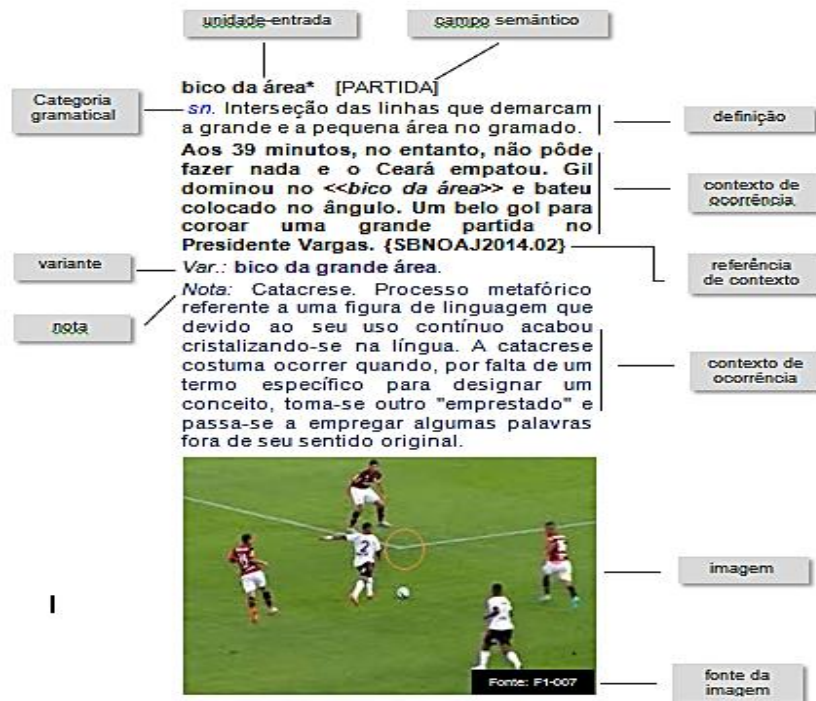 unidade-entrada
campo semântico
bico da área* [PARTIDA]
Categoria
gramatical
sn. Interseção das linhas que demarcam
a grande e a pequena área no gramado.
definição
Aos 39 minutos, no entanto, não pôde
fazer nada e o Ceará empatou. Gil
dominou no <<bico da área>> e bateu
colocado no ângulo. Um belo gol para
coroar uma grande partida no
Presidente Vargas. {SBNOAJ2014.02}
contexto de
ocorrência
referência
de contexto
variante
Var.: bico da grande área.
nota
Nota: Catacrese. Processo metafórico
referente a uma figura de linguagem que
devido ao seu uso contínuo acabou
cristalizando-se na língua. A catacrese
costuma ocorrer quando, por falta de um
termo específico para designar um
conceito, toma-se outro "emprestado" e
passa-se a empregar algumas palavras
fora de seu sentido original.
contexto de
ocorrência
2
imagem
I
Fonte: F1-007
fonte da
imagem